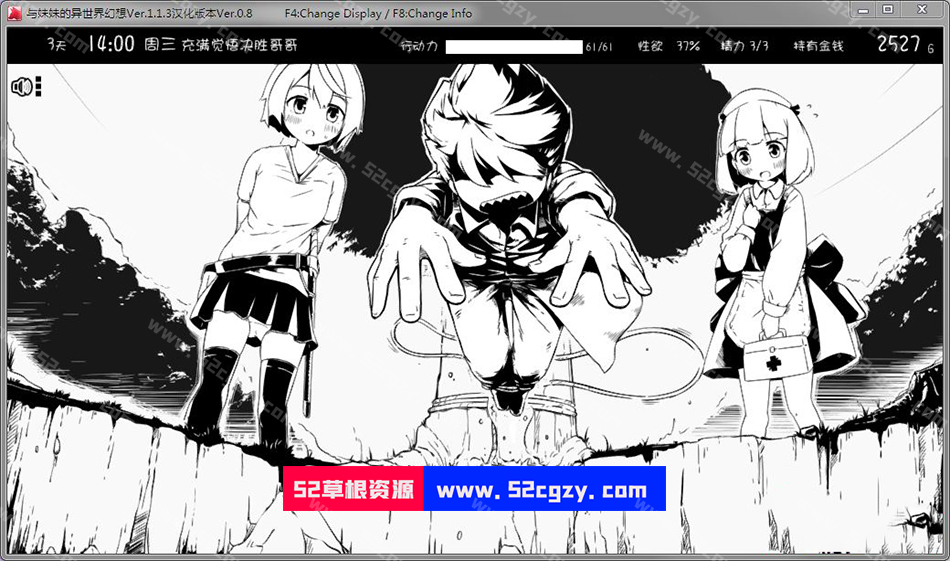 与妹妹的异世界幻想Ver.1.1.3汉化版本Ver.0.8 F4:Change Display / F8:Change Info
3天 14:00 周三 充满觉悟决胜哥哥 行动力 61/61 性欲 37% 精力 3/3 特有金钱 2527 G
52草根资源 www.52cgzy.com